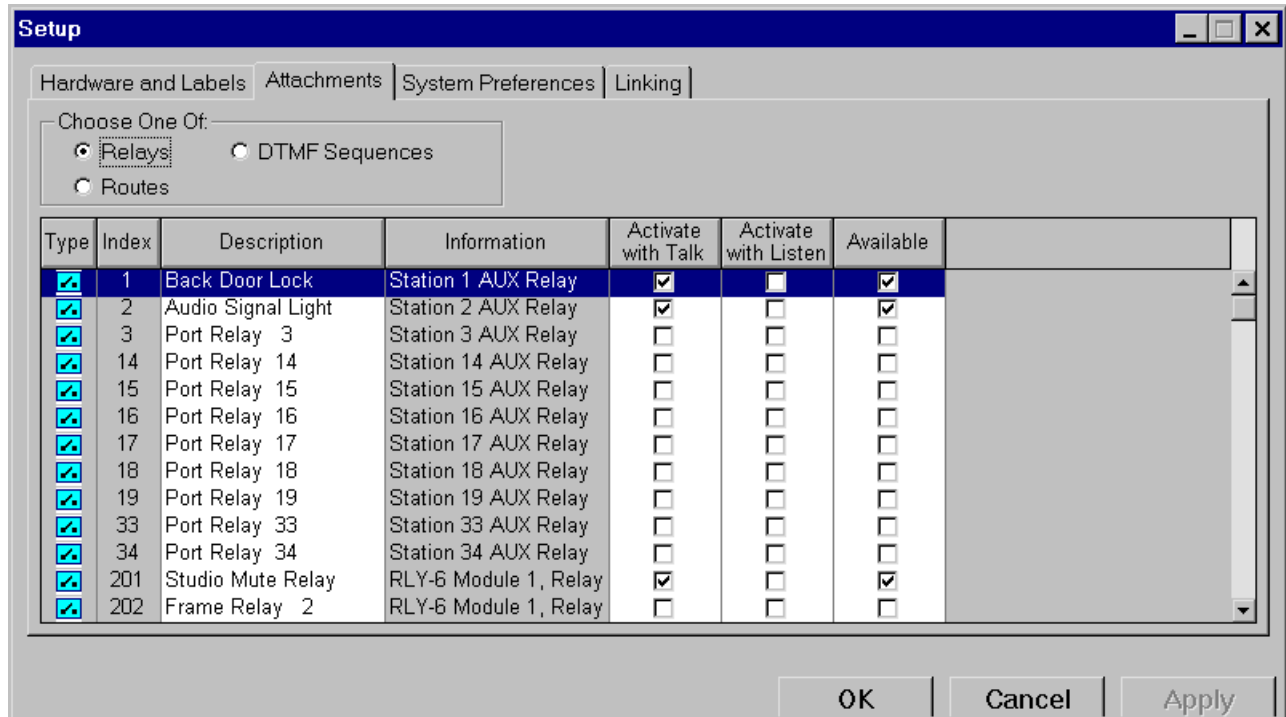 Setup
Hardware and Labels Attachments System Preferences Linking
Choose One Of:
Relays DTMF Sequences
Routes
Type Index Description Information Activate with Talk Activate with Listen Available
1 Back Door Lock Station 1 AUX Relay
2 Audio Signal Light Station 2 AUX Relay
3 Port Relay 3 Station 3 AUX Relay
14 Port Relay 14 Station 14 AUX Relay
15 Port Relay 15 Station 15 AUX Relay
16 Port Relay 16 Station 16 AUX Relay
17 Port Relay 17 Station 17 AUX Relay
18 Port Relay 18 Station 18 AUX Relay
19 Port Relay 19 Station 19 AUX Relay
33 Port Relay 33 Station 33 AUX Relay
34 Port Relay 34 Station 34 AUX Relay
201 Studio Mute Relay RLY-6 Module 1, Relay
202 Frame Relay 2 RLY-6 Module 1, Relay
OK Cancel Apply